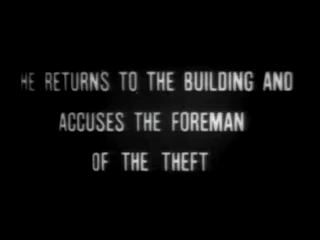 HE RETURNS TO THE BUILDING AND
ACCUSES THE FOREMAN
OF THE THEFT